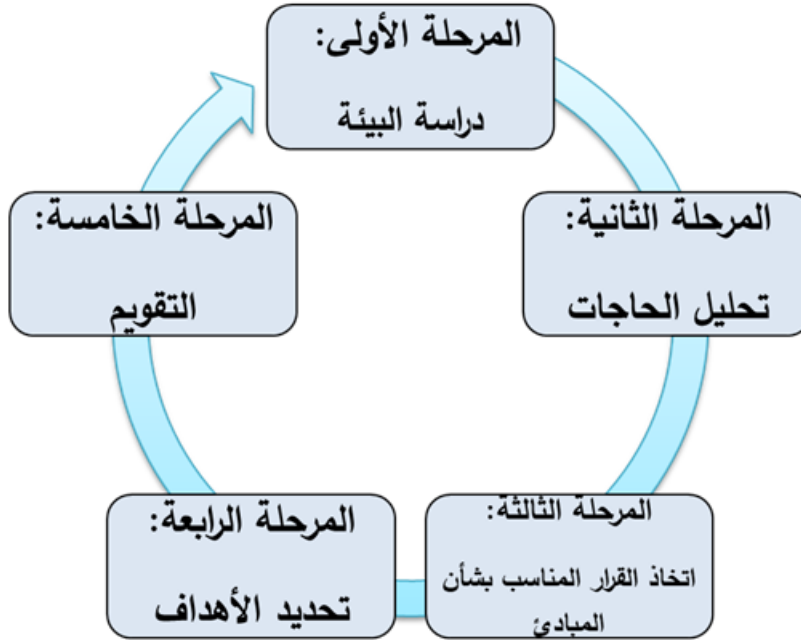 المرحلة الأولى:
دراسة البيئة
المرحلة الثانية:
تحليل الحاجات
المرحلة الثالثة:
اتخاذ القرار المناسب بشأن
المبادئ
المرحلة الرابعة:
تحديد الأهداف
المرحلة الخامسة:
التقويم